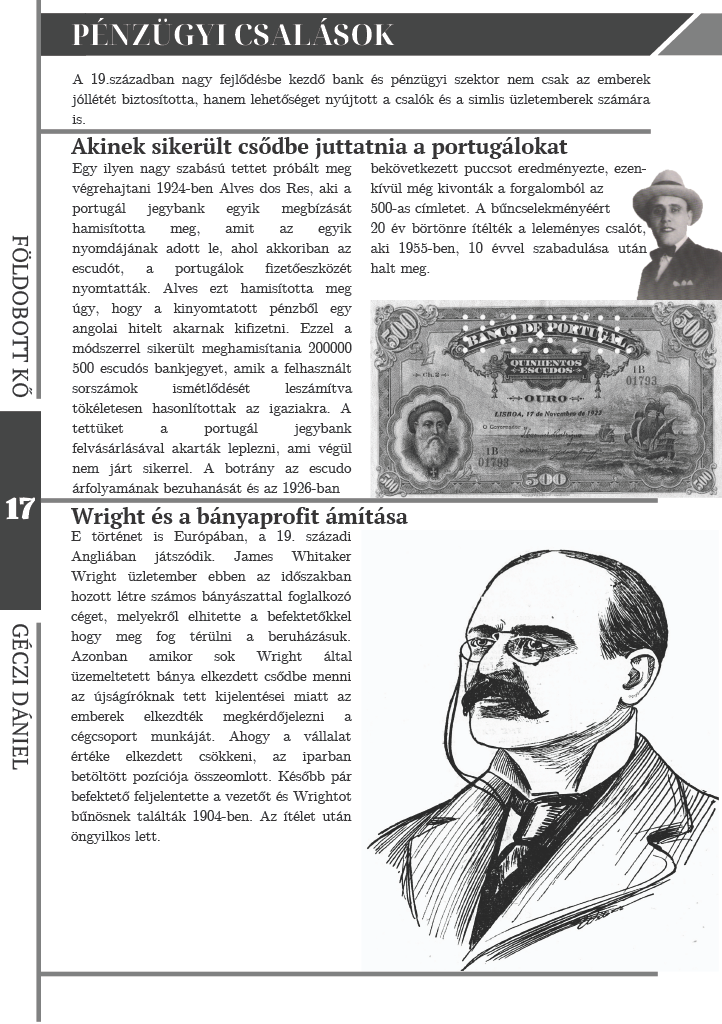 PÉNZÜGYI CSALÁSOK
A 19.században nagy fejlődésbe kezdő bank és pénzügyi szektor nem csak az emberek
jóllétét biztosította, hanem lehetőséget nyújtott a csalók és a simlis üzletemberek számára
is.
Akinek sikerült csődbe juttatnia a portugálokat
Egy ilyen nagy szabású tettet próbált meg
végrehajtani 1924-ben Alves dos Res, aki a
portugál jegybank egyik megbízását
hamisította meg, amit az egyik
nyomdájának adott le, ahol akkoriban az
escudót, a portugálok fizetőeszközét
nyomtatták. Alves ezt hamisította meg
úgy, hogy a kinyomtatott pénzből egy
angolai hitelt akarnak kifizetni. Ezzel a
módszerrel sikerült meghamisítania 200000
500 escudós bankjegyet, amik a felhasznált
sorszámok ismétlődését leszámítva
tökéletesen hasonlítottak az igaziakra. A
tettüket a portugál jegybank
felvásárlásával akarták leplezni, ami végül
nem járt sikerrel. A botrány az escudo
árfolyamának bezuhanását és az 1926-ban
bekövetkezett puccsot eredményezte, ezen-
kívül még kivonták a forgalomból az
500-as címletet. A bűncselekményéért
20 év börtönre ítélték a leleményes csalót,
aki 1955-ben, 10 évvel szabadulása után
halt meg.
500
500
BANCO DE PORTUGAL
QUINHENTOS
ESCUDOS
Ch.2
1B
01793
OURO
LISBOA, 17 de Novembro de 1922
O Governador
1B
01793
500
500
500
Wright és a bányaprofit ámítása
E történet is Európában, a 19. századi
Angliában játszódik. James Whitaker
Wright üzletember ebben az időszakban
hozott létre számos bányászattal foglalkozó
céget, melyekről elhitette a befektetőkkel
hogy meg fog térülni a beruházásuk.
Azonban amikor sok Wright által
üzemeltetett bánya elkezdett csődbe menni
az újságíróknak tett kijelentései miatt az
emberek elkezdték megkérdőjelezni a
cégcsoport munkáját. Ahogy a vállalat
értéke elkezdett csökkeni, az iparban
betöltött pozíciója összeomlott. Később pár
befektető feljelentette a vezetőt és Wrightot
bűnösnek találták 1904-ben. Az ítélet után
öngyilkos lett.
FÖLDOBOTT KŐ
17
GÉCZI DÁNIEL